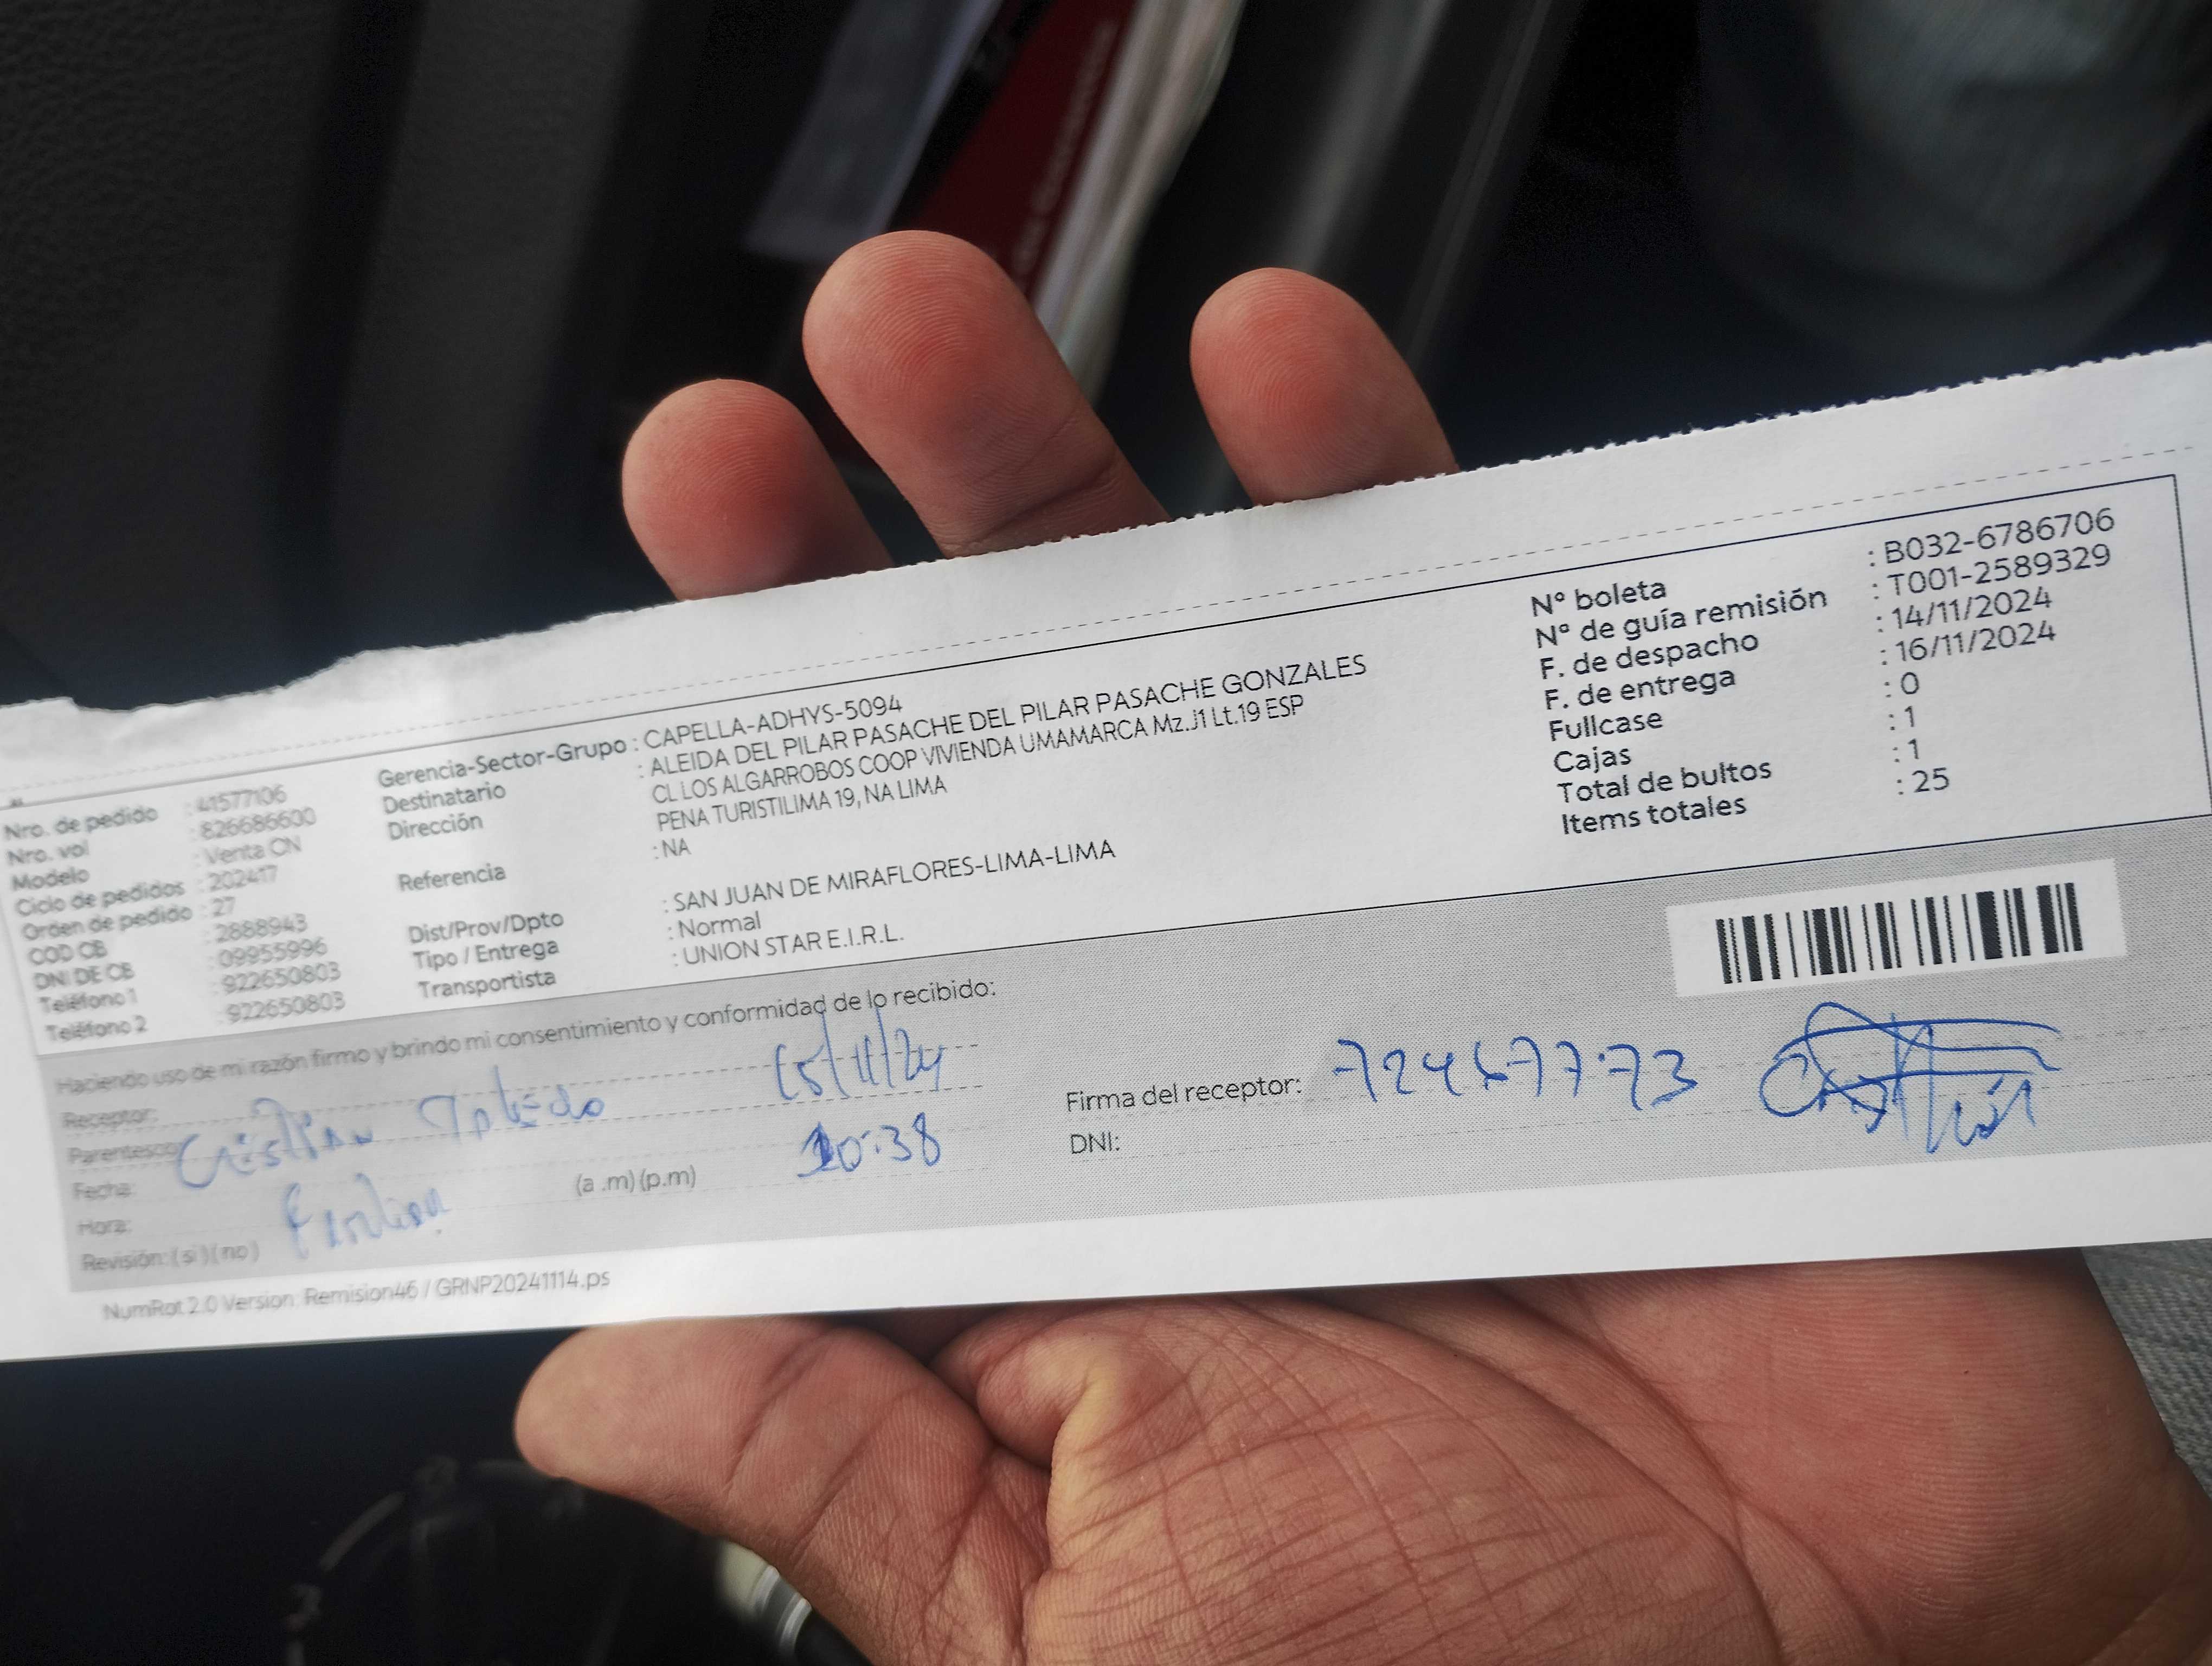 Nro. de pedido : 41577106
Nro. vol : 826686600
Modelo : Venta CN
Ciclo de pedidos : 202417
Orden de pedido : 27
COD CB : 2888943
DNI DE CB : 09955996
Teléfono 1 : 922650803
Teléfono 2 : 922650803
Gerencia-Sector-Grupo : CAPELLA-ADHYS-5094
Destinatario : ALEIDA DEL PILAR PASACHE DEL PILAR PASACHE GONZALES
Dirección CL LOS ALGARROBOS COOP VIVIENDA UMAMARCA Mz.J1 Lt.19 ESP
PENA TURISTILIMA 19, NA LIMA
Referencia : NA
Dist/Prov/Dpto : SAN JUAN DE MIRAFLORES-LIMA-LIMA
Tipo / Entrega : Normal
Transportista : UNION STAR E.I.R.L.
N° boleta : B032-6786706
N° de guía remisión : T001-2589329
F. de despacho : 14/11/2024
F. de entrega : 16/11/2024
Fullcase : 0
Cajas : 1
Total de bultos : 1
Items totales : 25
Haciendo uso de mi razón firmo y brindo mi consentimiento y conformidad de lo recibido:
Receptor:
Parentesco: Cristian Toledo 15/11/24
Fecha:
Hora: (a .m) (p.m) 10:38
Revisión: ( si ) ( no )
Firma del receptor:
DNI:
NumRot 2.0 Version: Remision46 / GRNP20241114.ps